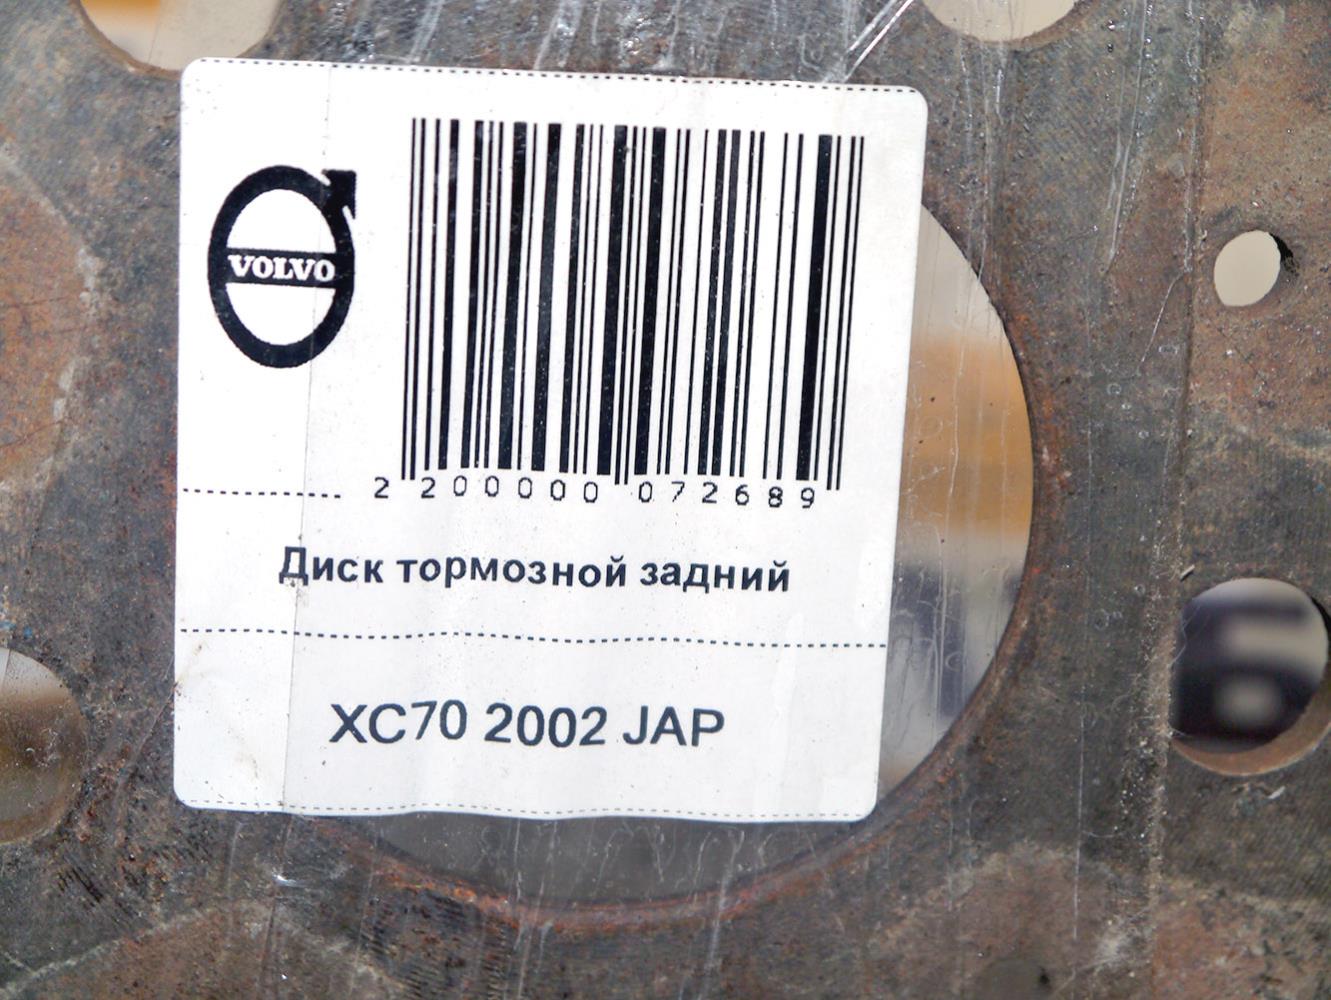 VOLVO
2 200000 072689
Диск тормозной задний
XC70 2002 JAP